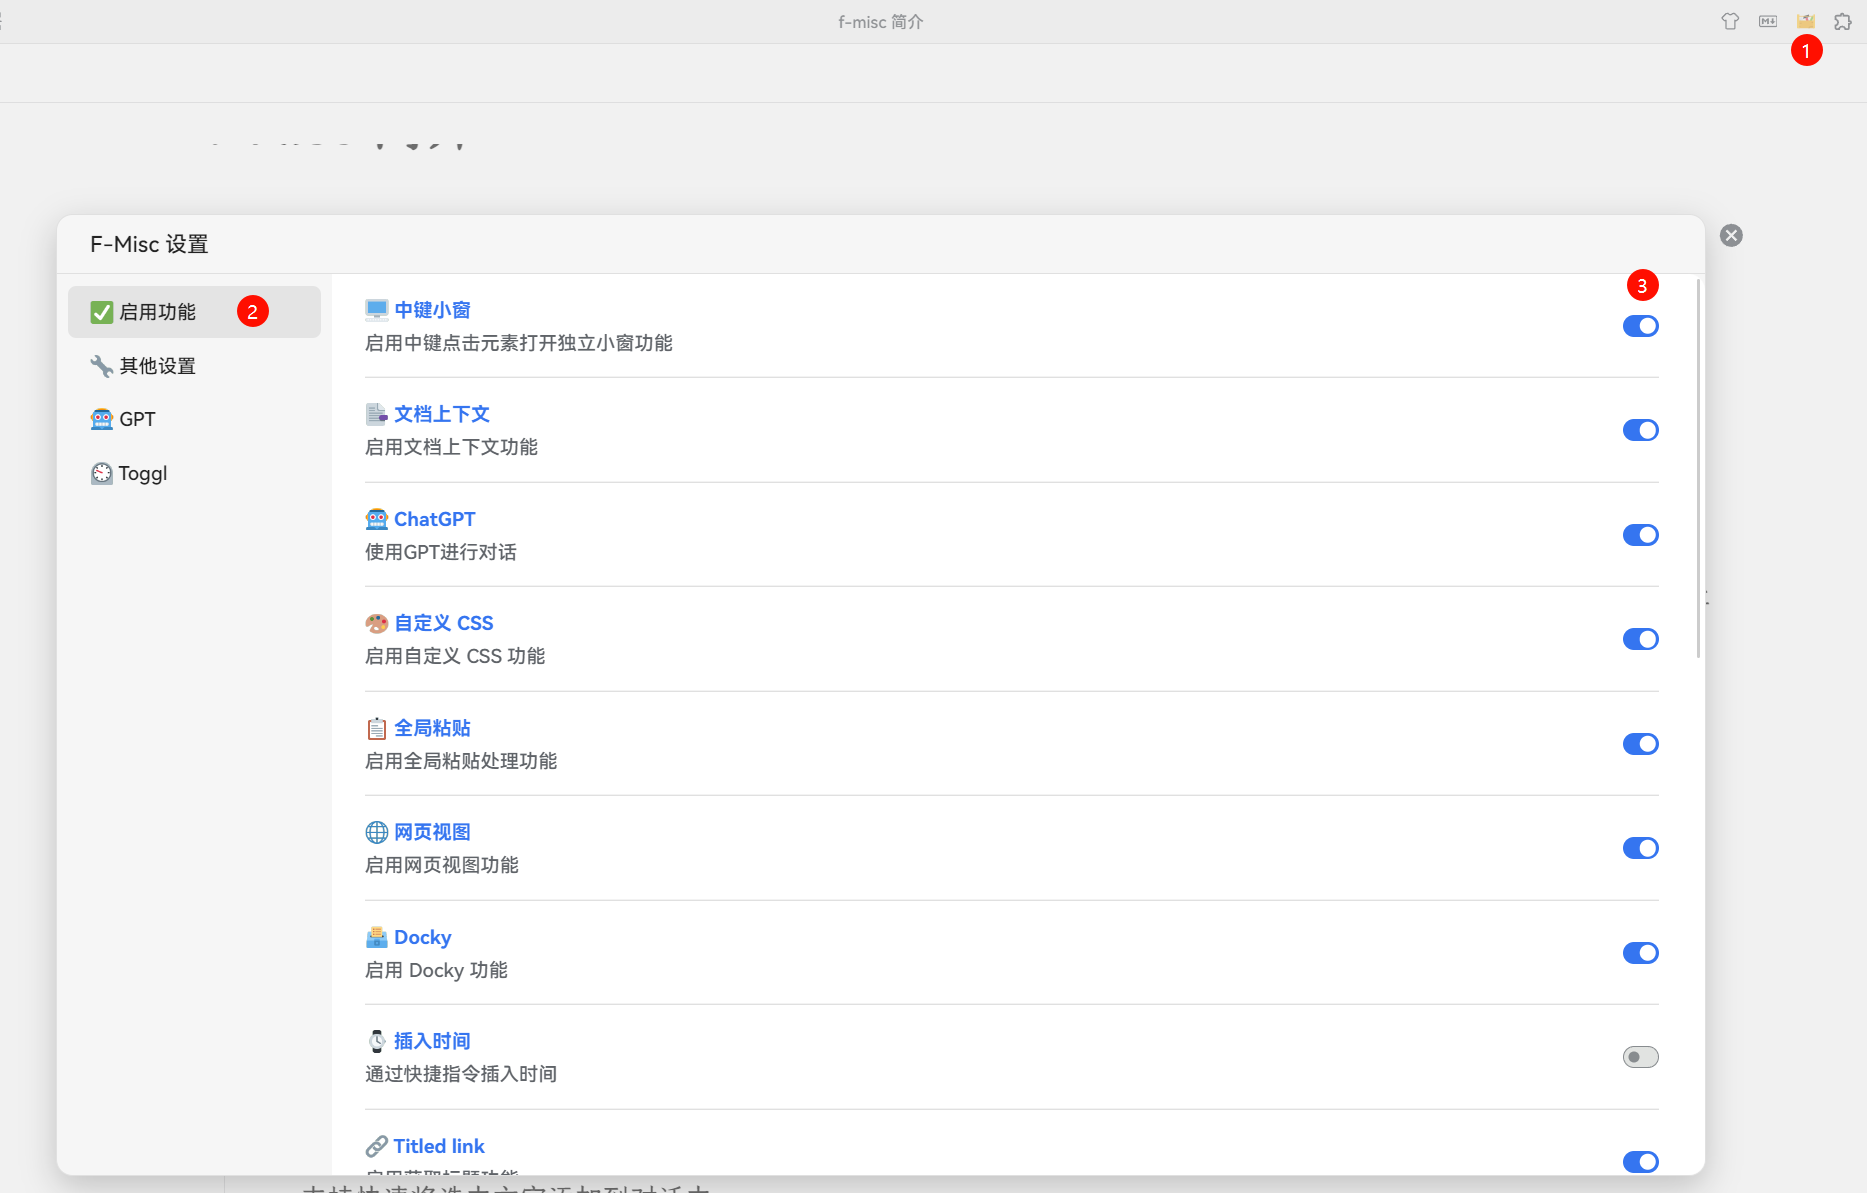 f-misc 简介
M↓
1
F-Misc 设置
启用功能
2
其他设置
GPT
Toggl
3
中键小窗
启用中键点击元素打开独立小窗功能
文档上下文
启用文档上下文功能
ChatGPT
使用GPT进行对话
自定义 CSS
启用自定义 CSS 功能
全局粘贴
启用全局粘贴处理功能
网页视图
启用网页视图功能
Docky
启用 Docky 功能
插入时间
通过快捷指令插入时间
Titled link